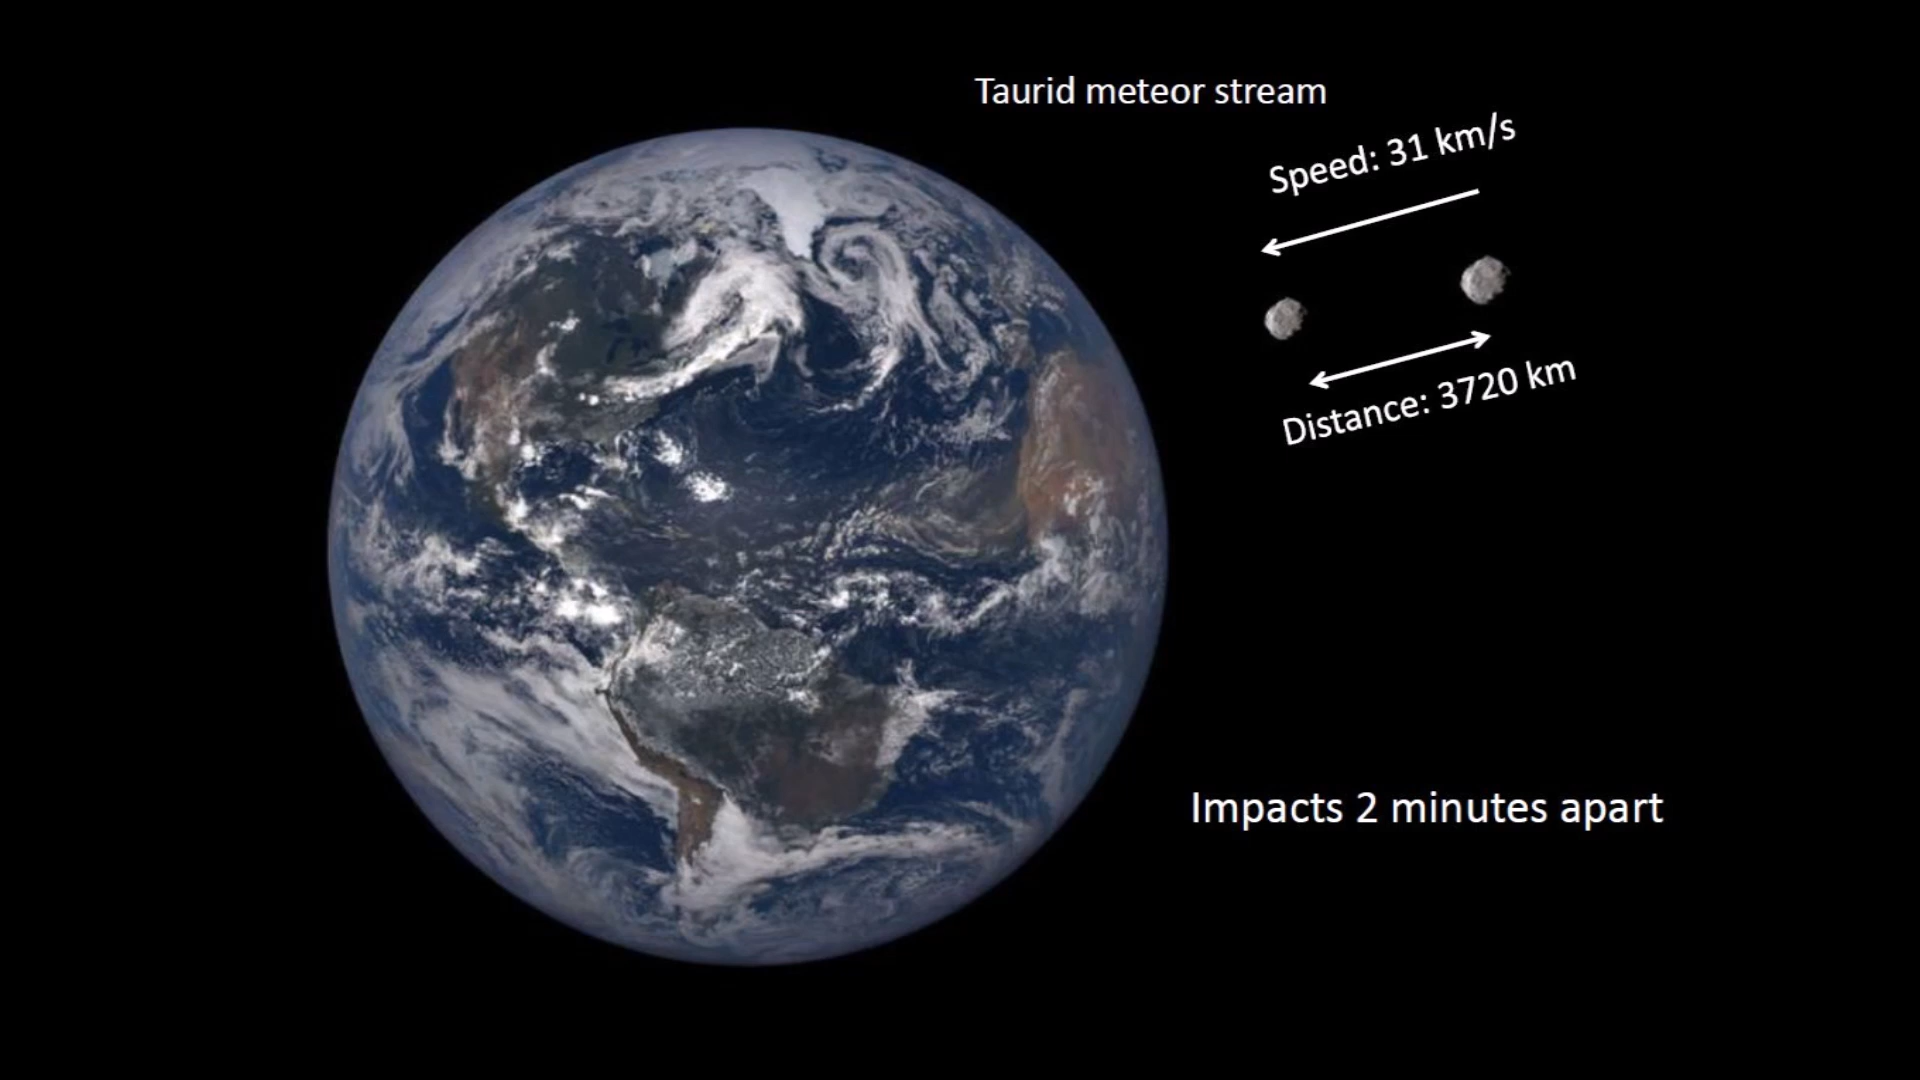 Taurid meteor stream
Speed: 31 km/s
Distance: 3720 km
Impacts 2 minutes apart